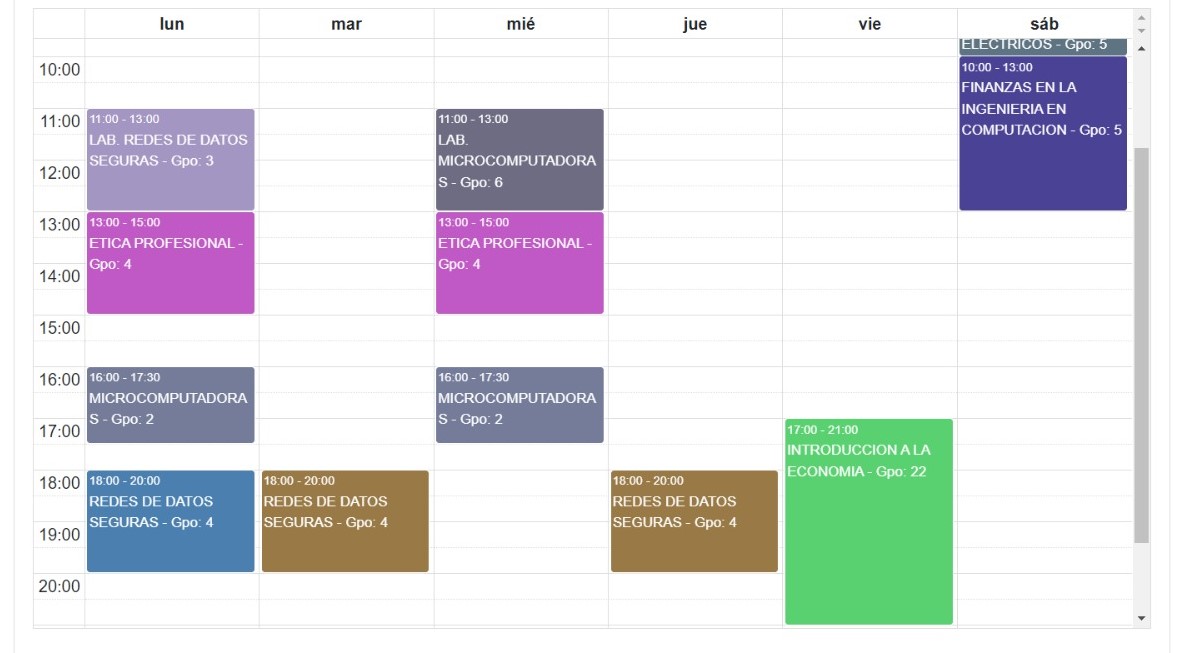 lun mar mié jue vie sáb
ELECTRICOS - Gpo: 5
10:00
10:00 - 13:00
FINANZAS EN LA
INGENIERIA EN
COMPUTACION - Gpo: 5
11:00
11:00 - 13:00
LAB. REDES DE DATOS
SEGURAS - Gpo: 3
11:00 - 13:00
LAB.
MICROCOMPUTADORA
S - Gpo: 6
12:00
13:00
13:00 - 15:00
ETICA PROFESIONAL -
Gpo: 4
13:00 - 15:00
ETICA PROFESIONAL -
Gpo: 4
14:00
15:00
16:00
16:00 - 17:30
MICROCOMPUTADORA
S - Gpo: 2
16:00 - 17:30
MICROCOMPUTADORA
S - Gpo: 2
17:00
17:00 - 21:00
INTRODUCCION A LA
ECONOMIA - Gpo: 22
18:00
18:00 - 20:00
REDES DE DATOS
SEGURAS - Gpo: 4
18:00 - 20:00
REDES DE DATOS
SEGURAS - Gpo: 4
18:00 - 20:00
REDES DE DATOS
SEGURAS - Gpo: 4
19:00
20:00